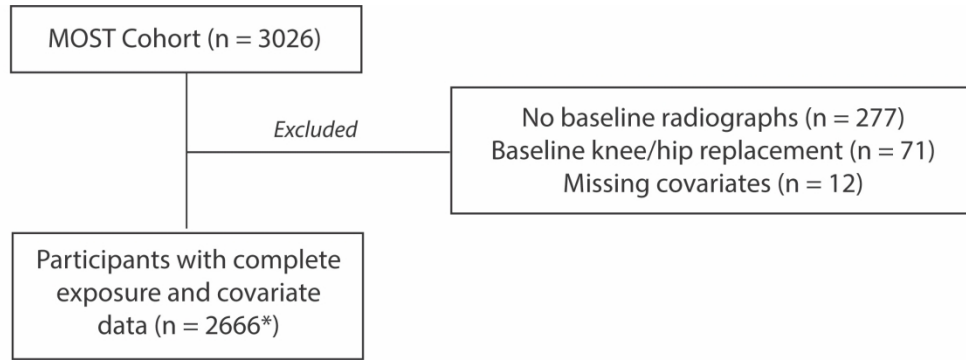 MOST Cohort (n = 3026)
Excluded
No baseline radiographs (n = 277)
Baseline knee/hip replacement (n = 71)
Missing covariates (n = 12)
Participants with complete
exposure and covariate
data (n = 2666*)